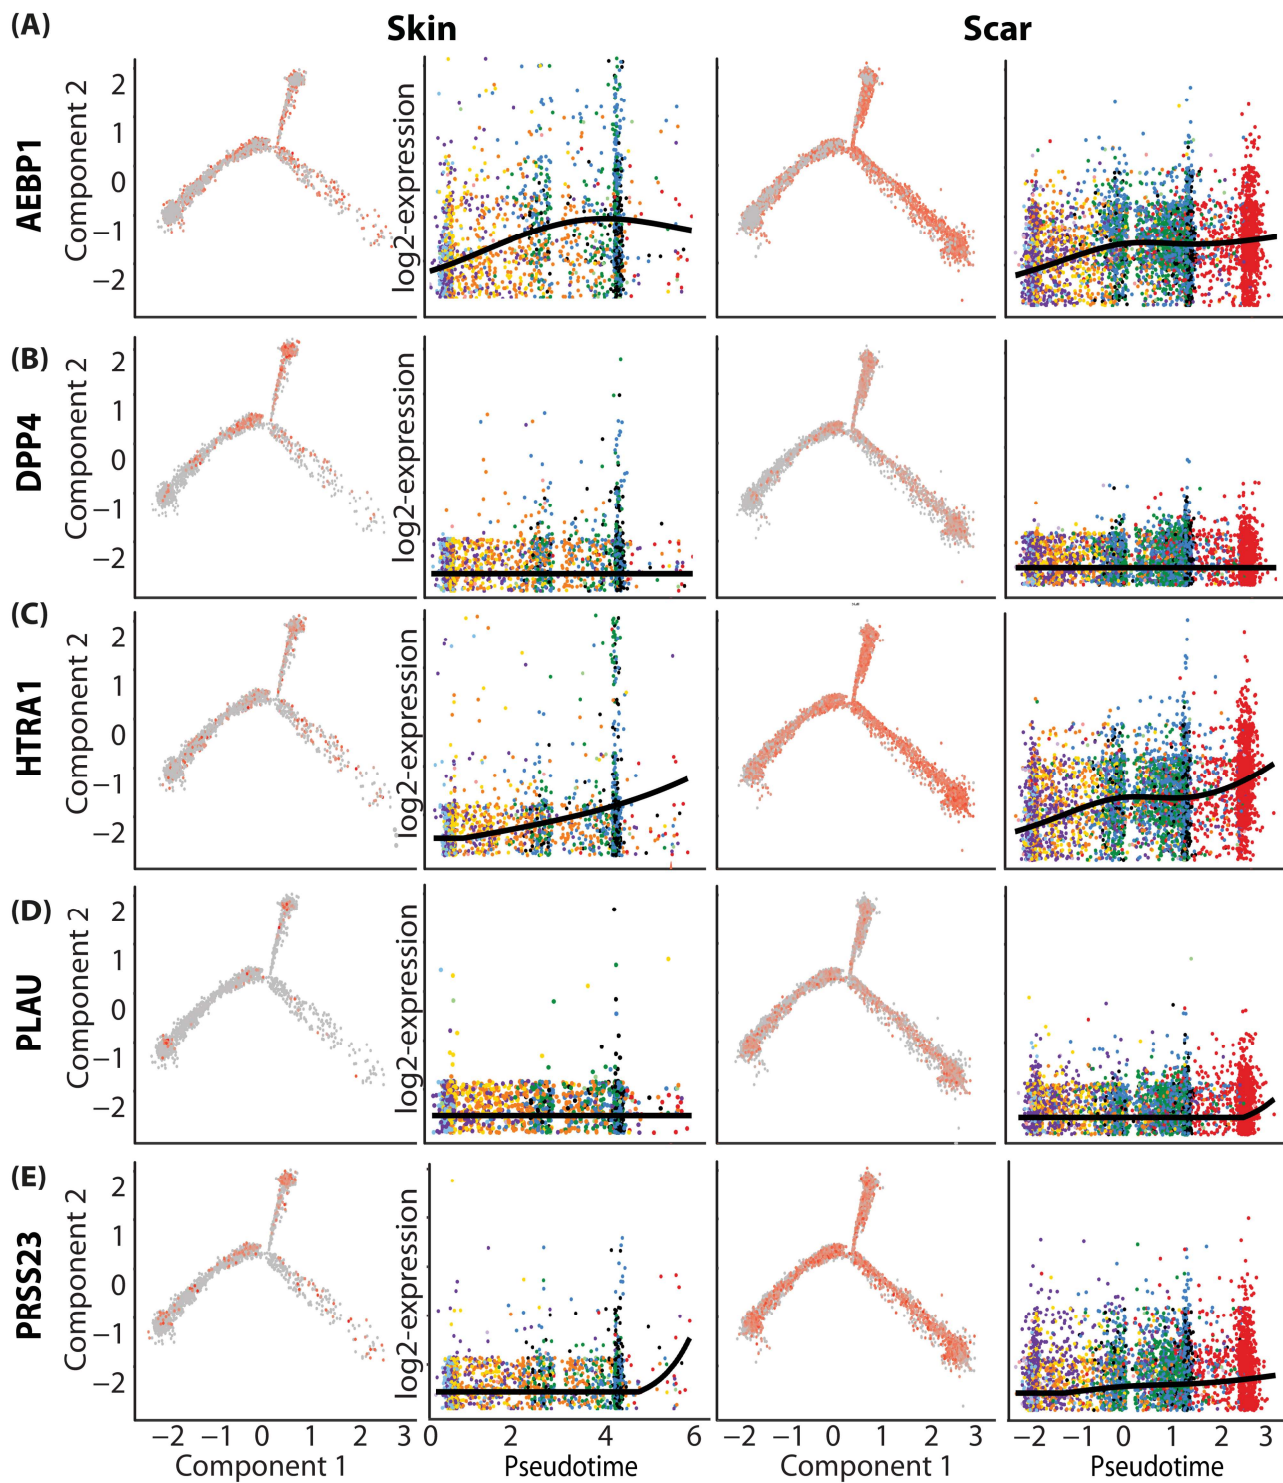 (A)
Skin
Scar
AEBP1
Component 2
2
1
0
−1
−2
log2-expression
(B)
DPP4
Component 2
2
1
0
−1
−2
log2-expression
(C)
HTRA1
Component 2
2
1
0
−1
−2
log2-expression
(D)
PLAU
Component 2
2
1
0
−1
−2
log2-expression
(E)
PRSS23
Component 2
2
1
0
−1
−2
log2-expression
−2 −1 0 1 2 3
0 2 4 6
−2 −1 0 1 2 3
−2 −1 0 1 2 3
Component 1
Pseudotime
Component 1
Pseudotime